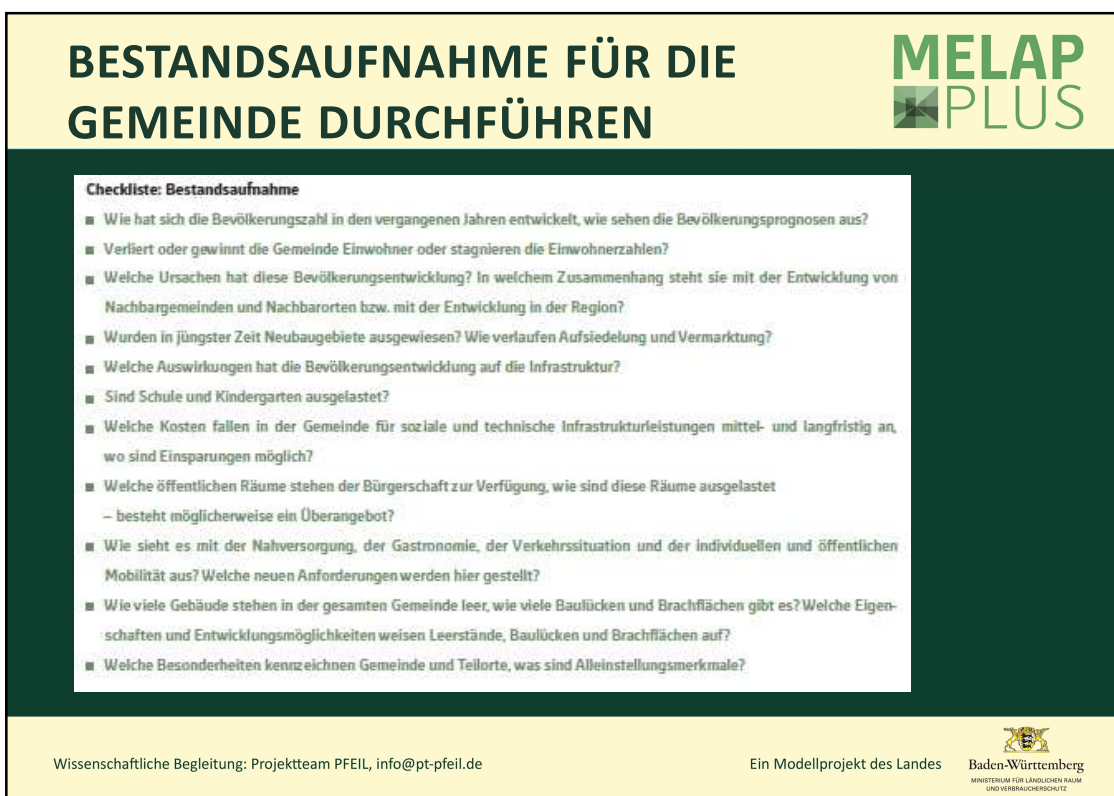 BESTANDSAUFNAHME FÜR DIE
GEMEINDE DURCHFÜHREN
MELAP
PLUS
Checkliste: Bestandsaufnahme
■ Wie hat sich die Bevölkerungszahl in den vergangenen Jahren entwickelt, wie sehen die Bevölkerungsprognosen aus?
■ Verliert oder gewinnt die Gemeinde Einwohner oder stagnieren die Einwohnerzahlen?
■ Welche Ursachen hat diese Bevölkerungsentwicklung? In welchem Zusammenhang steht sie mit der Entwicklung von
Nachbargemeinden und Nachbarorten bzw. mit der Entwicklung in der Region?
■ Wurden in jüngster Zeit Neubaugebiete ausgewiesen? Wie verlaufen Aufsiedelung und Vermarktung?
■ Welche Auswirkungen hat die Bevölkerungsentwicklung auf die Infrastruktur?
■ Sind Schule und Kindergarten ausgelastet?
■ Welche Kosten fallen in der Gemeinde für soziale und technische Infrastrukturleistungen mittel- und langfristig an,
wo sind Einsparungen möglich?
■ Welche öffentlichen Räume stehen der Bürgerschaft zur Verfügung, wie sind diese Räume ausgelastet
– besteht möglicherweise ein Überangebot?
■ Wie sieht es mit der Nahversorgung, der Gastronomie, der Verkehrssituation und der individuellen und öffentlichen
Mobilität aus? Welche neuen Anforderungen werden hier gestellt?
■ Wie viele Gebäude stehen in der gesamten Gemeinde leer, wie viele Baulücken und Brachflächen gibt es? Welche Eigen-
schaften und Entwicklungsmöglichkeiten weisen Leerstände, Baulücken und Brachflächen auf?
■ Welche Besonderheiten kennzeichnen Gemeinde und Teilorte, was sind Alleinstellungsmerkmale?
Wissenschaftliche Begleitung: Projektteam PFEIL, info@pt-pfeil.de
Ein Modellprojekt des Landes
Baden-Württemberg
MINISTERIUM FÜR LÄNDLICHEN RAUM
UND VERBRAUCHERSCHUTZ